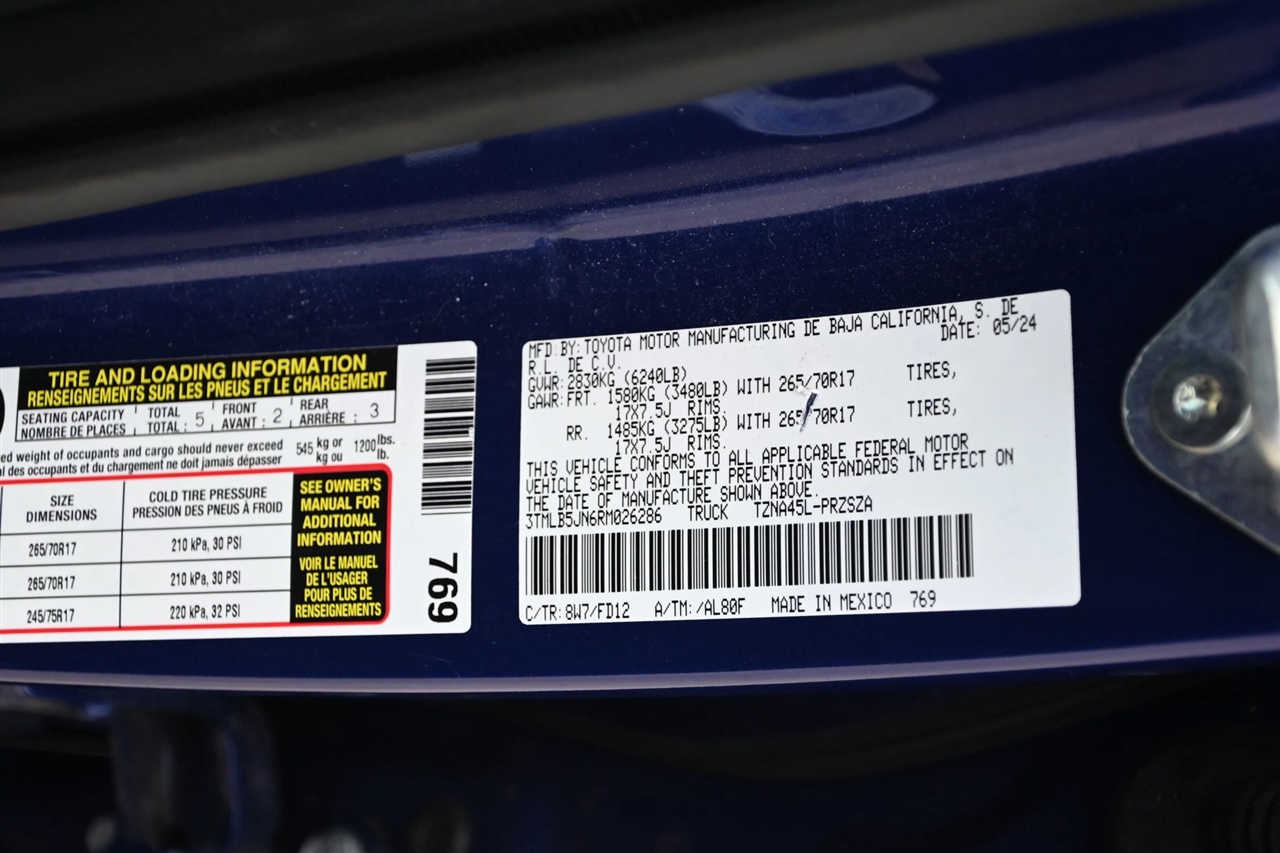 TIRE AND LOADING INFORMATION
RENSEIGNEMENTS SUR LES PNEUS ET LE CHARGEMENT
SEATING CAPACITY TOTAL FRONT REAR
NOMBRE DE PLACES TOTAL : 5 AVANT : 2 ARRIÈRE : 3
weight of occupants and cargo should never exceed 545 kg or 1200 lbs.
des occupants et du chargement ne doit jamais dépasser kg ou lb.
SIZE COLD TIRE PRESSURE
DIMENSIONS PRESSION DES PNEUS À FROID
265/70R17 210 kPa, 30 PSI
265/70R17 210 kPa, 30 PSI
245/75R17 220 kPa, 32 PSI
SEE OWNER'S
MANUAL FOR
ADDITIONAL
INFORMATION
VOIR LE MANUEL
DE L'USAGER
POUR PLUS DE
RENSEIGNEMENTS
769
MFD.BY:TOYOTA MOTOR MANUFACTURING DE BAJA CALIFORNIA, S. DE
R.L. DE C.V. DATE: 05/24
GVWR:2830KG (6240LB)
GAWR:FRT. 1580KG (3480LB) WITH 265/70R17 TIRES,
17X7.5J RIMS.
RR. 1485KG (3275LB) WITH 265/70R17 TIRES,
17X7.5J RIMS.
THIS VEHICLE CONFORMS TO ALL APPLICABLE FEDERAL MOTOR
VEHICLE SAFETY AND THEFT PREVENTION STANDARDS IN EFFECT ON
THE DATE OF MANUFACTURE SHOWN ABOVE.
3TMLB5JN6RM026286 TRUCK TZNA45L-PRZSZA
C/TR:8W7/FD12 A/TM:/AL80F MADE IN MEXICO 769